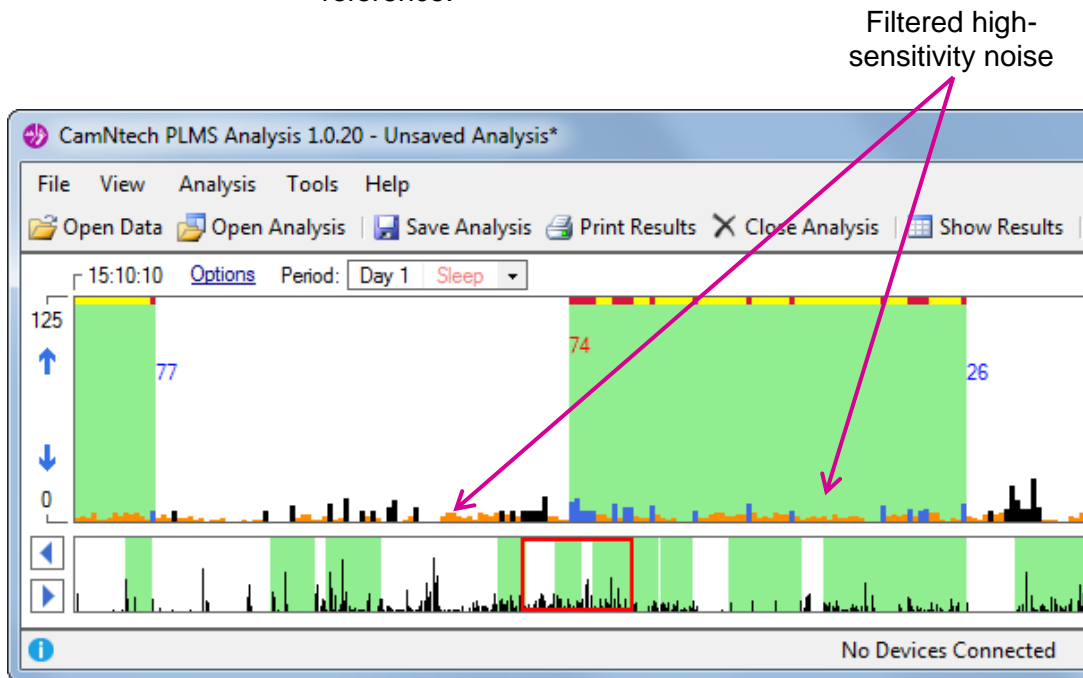 reference.
Filtered high-
sensitivity noise
CamNtech PLMS Analysis 1.0.20 - Unsaved Analysis*
File View Analysis Tools Help
Open Data Open Analysis Save Analysis Print Results Close Analysis Show Results
15:10:10 Options Period: Day 1 Sleep
125
74
77
26
0
No Devices Connected